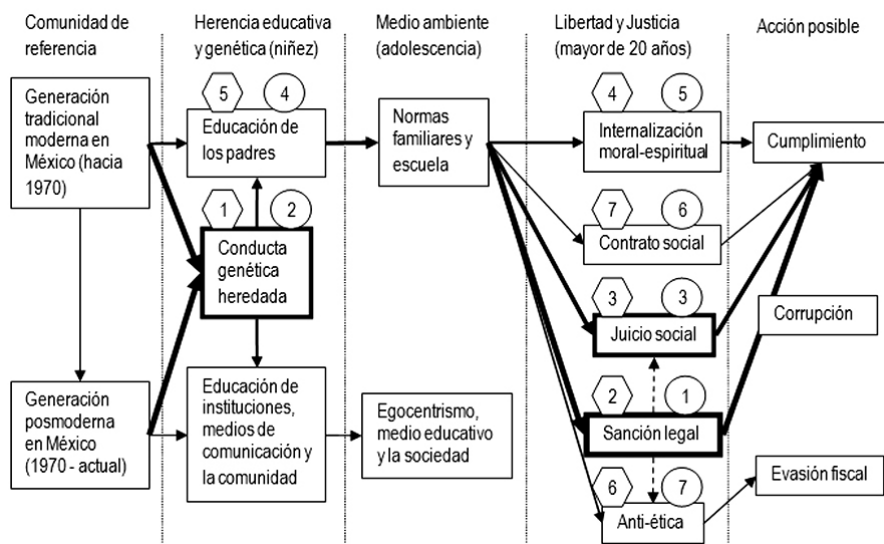 Comunidad de
referencia
Herencia educativa
y genética (niñez)
Medio ambiente
(adolescencia)
Libertad y Justicia
(mayor de 20 años)
Acción posible
Generación
tradicional
moderna en
México (hacia
1970)
5
4
Educación de
los padres
Normas
familiares y
escuela
4
5
Internalización
moral-espiritual
Cumplimiento
1
2
Conducta
genética
heredada
7
6
Contrato social
3
3
Juicio social
Corrupción
Generación
posmoderna
en México
(1970 - actual)
Educación de
instituciones,
medios de
comunicación y
la comunidad
Egocentrismo,
medio educativo
y la sociedad
2
1
Sanción legal
6
7
Anti-ética
Evasión fiscal